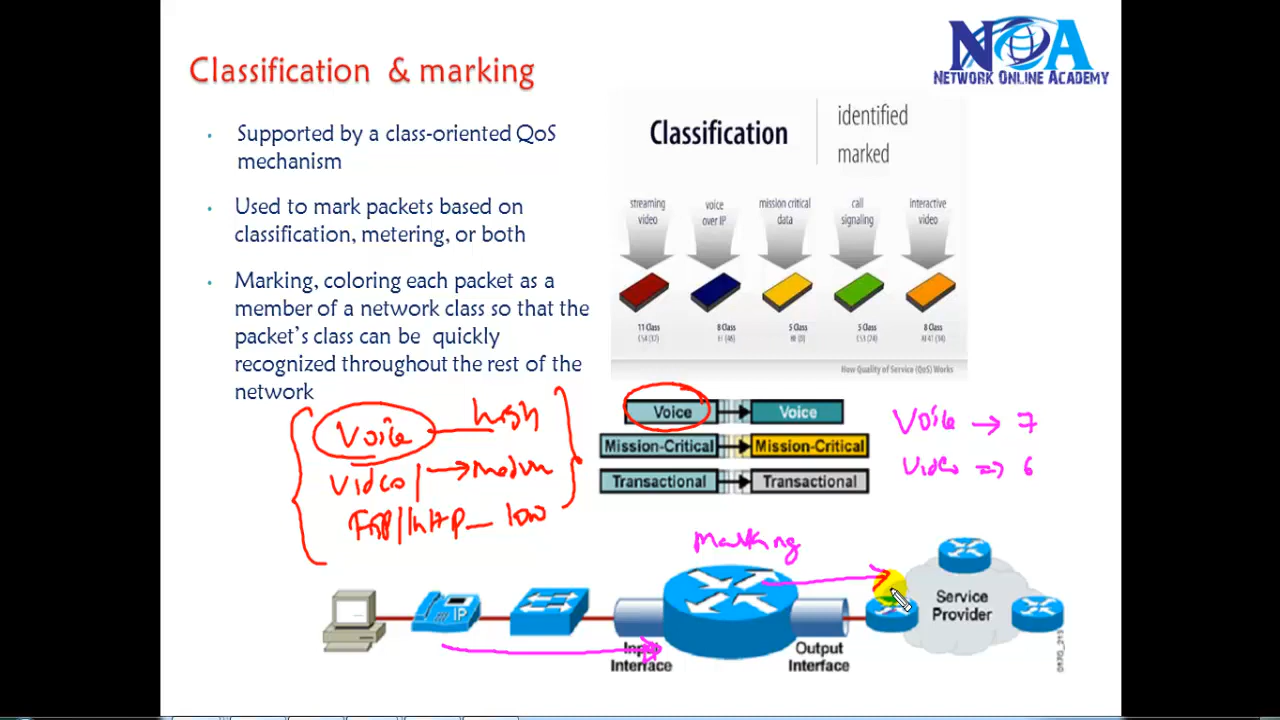 Classification & marking
NOA
NETWORK ONLINE ACADEMY
• Supported by a class-oriented QoS
mechanism
• Used to mark packets based on
classification, metering, or both
• Marking, coloring each packet as a
member of a network class so that the
packet's class can be quickly
recognized throughout the rest of the
network
Classification
identified
marked
streaming
video
voice
over IP
mission critical
data
call
signaling
interactive
video
11 Class
8 Class
5 Class
5 Class
8 Class
How Quality of Service (QoS) Works
Voice high
Video medium
FTP/HTTP low
Voice Voice
Mission-Critical Mission-Critical
Transactional Transactional
Voice → 7
Video => 6
marking
IP
Input
Interface
Output
Interface
Service
Provider